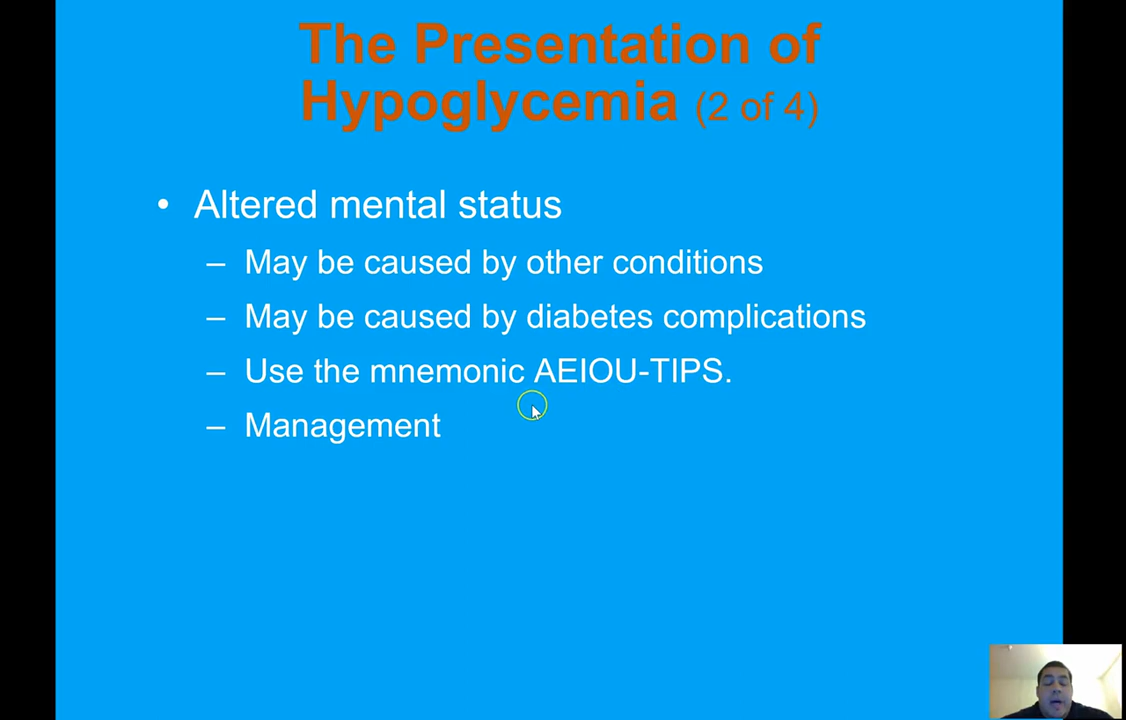 The Presentation of
Hypoglycemia (2 of 4)
• Altered mental status
– May be caused by other conditions
– May be caused by diabetes complications
– Use the mnemonic AEIOU-TIPS.
– Management